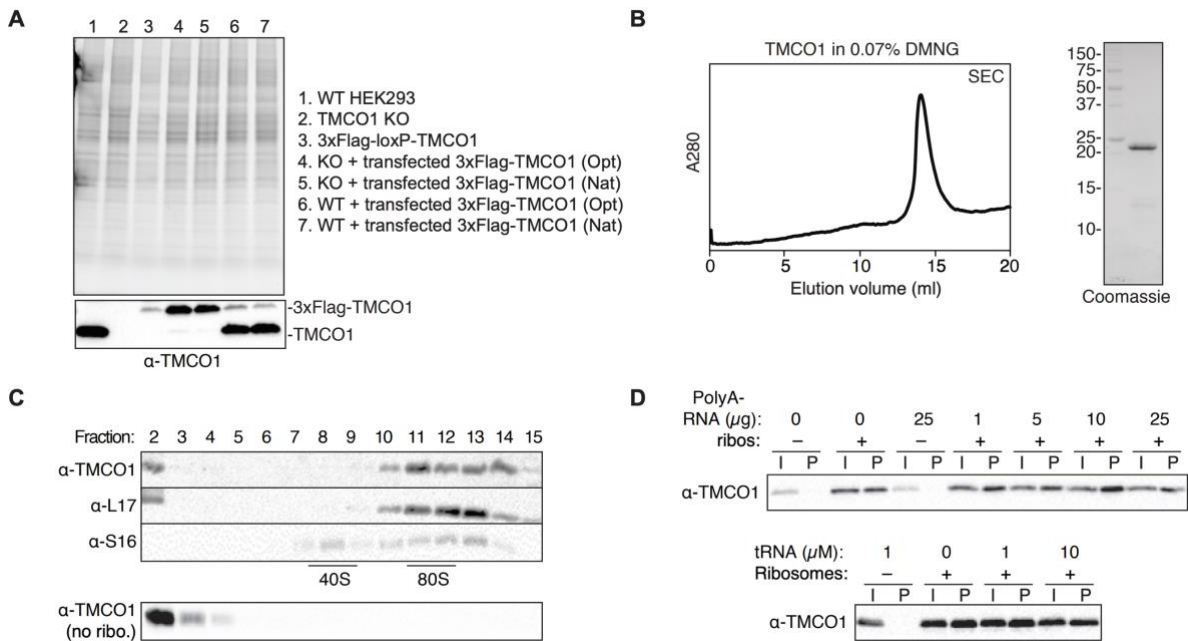 A
1 2 3 4 5 6 7
1. WT HEK293
2. TMCO1 KO
3. 3xFlag-loxP-TMCO1
4. KO + transfected 3xFlag-TMCO1 (Opt)
5. KO + transfected 3xFlag-TMCO1 (Nat)
6. WT + transfected 3xFlag-TMCO1 (Opt)
7. WT + transfected 3xFlag-TMCO1 (Nat)
-3xFlag-TMCO1
-TMCO1
α-TMCO1
B
TMCO1 in 0.07% DMNG
SEC
A280
0 5 10 15 20
Elution volume (ml)
150-
75-
50-
37-
25-
20-
15-
10-
Coomassie
C
Fraction: 2 3 4 5 6 7 8 9 10 11 12 13 14 15
α-TMCO1
α-L17
α-S16
40S 80S
α-TMCO1
(no ribo.)
D
PolyA-
RNA (µg): 0 0 25 1 5 10 25
ribos: – + – + + + +
I P I P I P I P I P I P I P
α-TMCO1
tRNA (µM): 1 0 1 10
Ribosomes: – + + +
I P I P I P I P
α-TMCO1